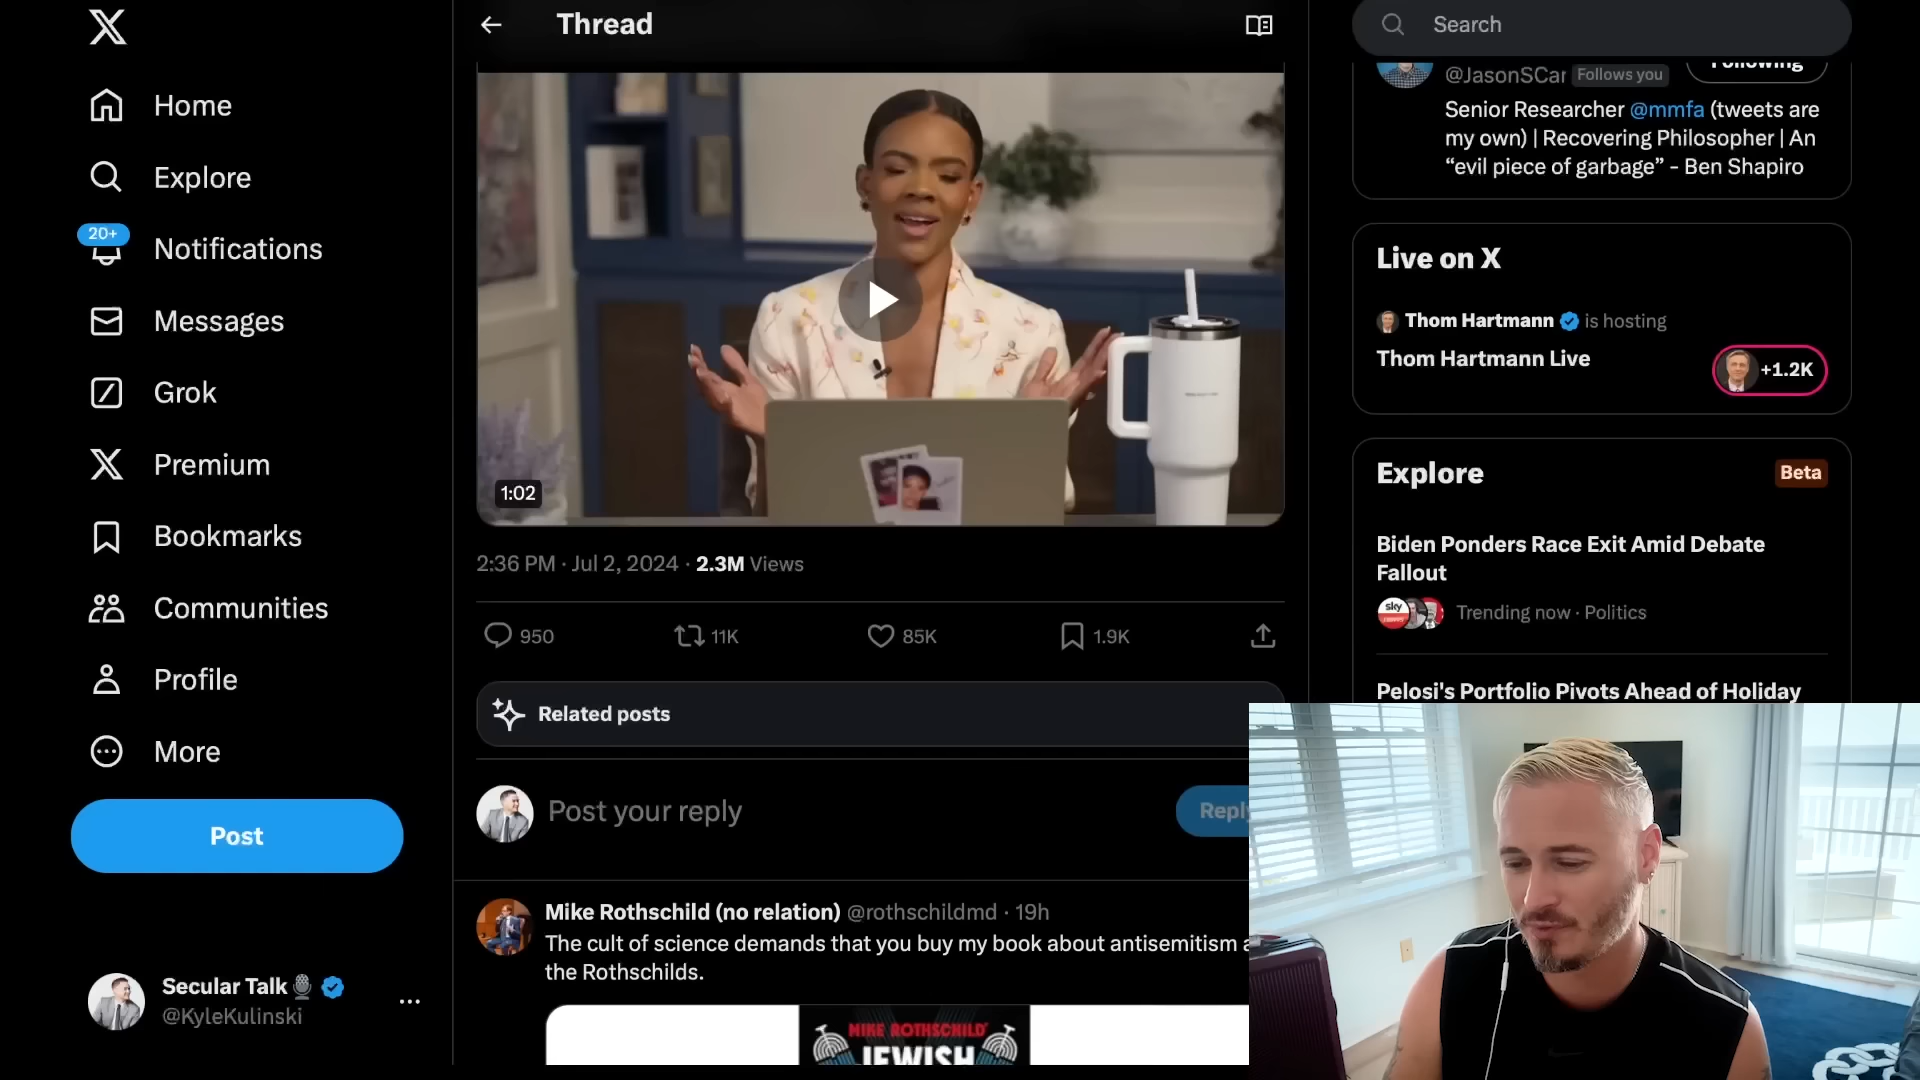 Home
Explore
20+
Notifications
Messages
Grok
Premium
Bookmarks
Communities
Profile
More
Post
Secular Talk
@KyleKulinski
Thread
1:02
2:36 PM · Jul 2, 2024 · 2.3M Views
950
11K
85K
1.9K
Related posts
Post your reply
Reply
Mike Rothschild (no relation) @rothschildmd · 19h
The cult of science demands that you buy my book about antisemitism a
the Rothschilds.
MIKE ROTHSCHILD
JEWISH
Search
@JasonSCar Follows you
Following
Senior Researcher @mmfa (tweets are
my own) | Recovering Philosopher | An
“evil piece of garbage” - Ben Shapiro
Live on X
Thom Hartmann is hosting
Thom Hartmann Live
+1.2K
Explore
Beta
Biden Ponders Race Exit Amid Debate
Fallout
sky
Trending now · Politics
Pelosi's Portfolio Pivots Ahead of Holiday